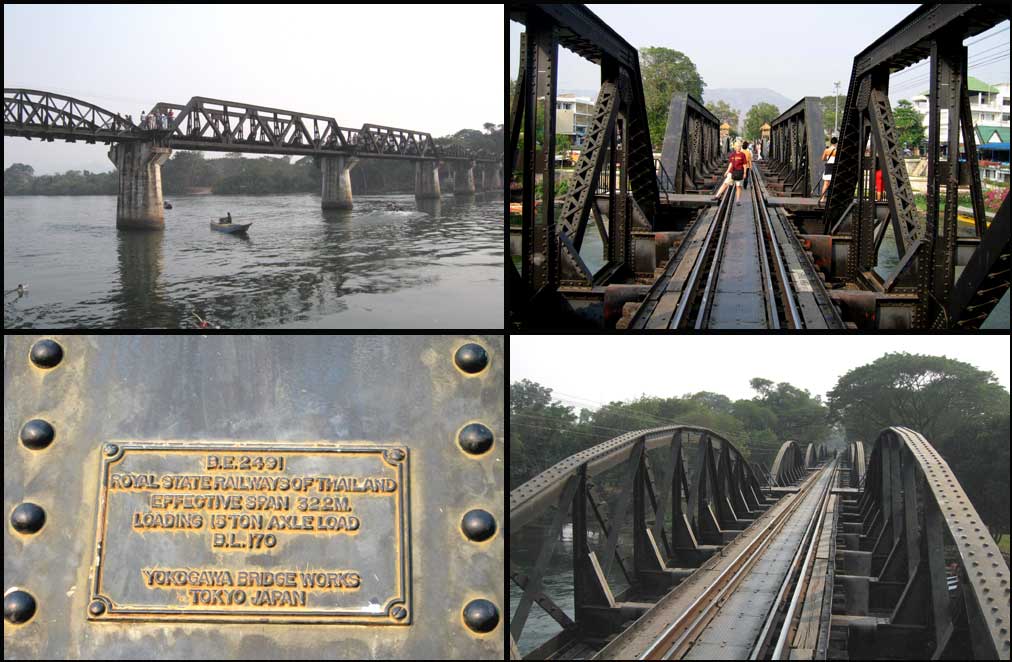 B.E.2491
ROYAL STATE RAILWAYS OF THAILAND
EFFECTIVE SPAN 32.2M.
LOADING 15 TON AXLE LOAD
B.L.170
YOKOGAWA BRIDGE WORKS
TOKYO JAPAN